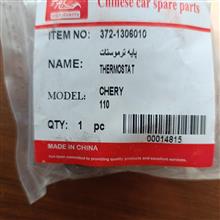 Chinese car spare parts
ITEM NO: 372-1306010
پایه ترموستات
NAME: THERMOSTAT
MODEL: CHERY
110
QTY: 1 pc
00014815
MADE IN CHINA